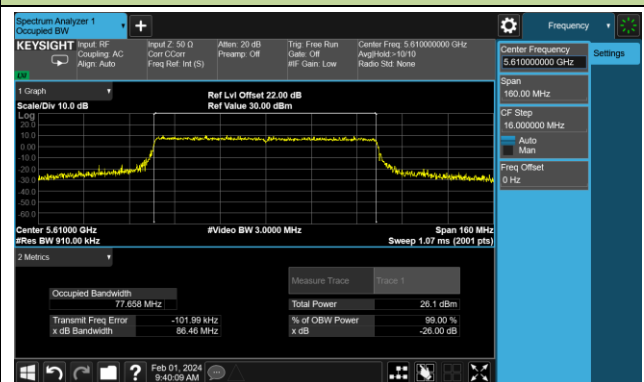 Spectrum Analyzer 1
Occupied BW
Frequency
KEYSIGHT
Input: RF
Coupling: AC
Align: Auto
Input Z: 50 Ω
Corr CCorr
Freq Ref: Int (S)
Atten: 20 dB
Preamp: Off
Trig: Free Run
Gate: Off
#IF Gain: Low
Center Freq: 5.610000000 GHz
Avg|Hold:>10/10
Radio Std: None
Center Frequency
5.610000000 GHz
Settings
Span
160.00 MHz
CF Step
16.000000 MHz
Auto
Man
Freq Offset
0 Hz
1 Graph
Scale/Div 10.0 dB
Ref Lvl Offset 22.00 dB
Ref Value 30.00 dBm
Log
20.0
10.0
0.00
-10.0
-20.0
-30.0
-40.0
-50.0
-60.0
Center 5.61000 GHz
#Res BW 910.00 kHz
#Video BW 3.0000 MHz
Span 160 MHz
Sweep 1.07 ms (2001 pts)
2 Metrics
Measure Trace
Trace 1
Occupied Bandwidth
77.658 MHz
Total Power
26.1 dBm
Transmit Freq Error
-101.99 kHz
% of OBW Power
99.00 %
x dB Bandwidth
86.46 MHz
x dB
-26.00 dB
?
Feb 01, 2024
9:40:09 AM